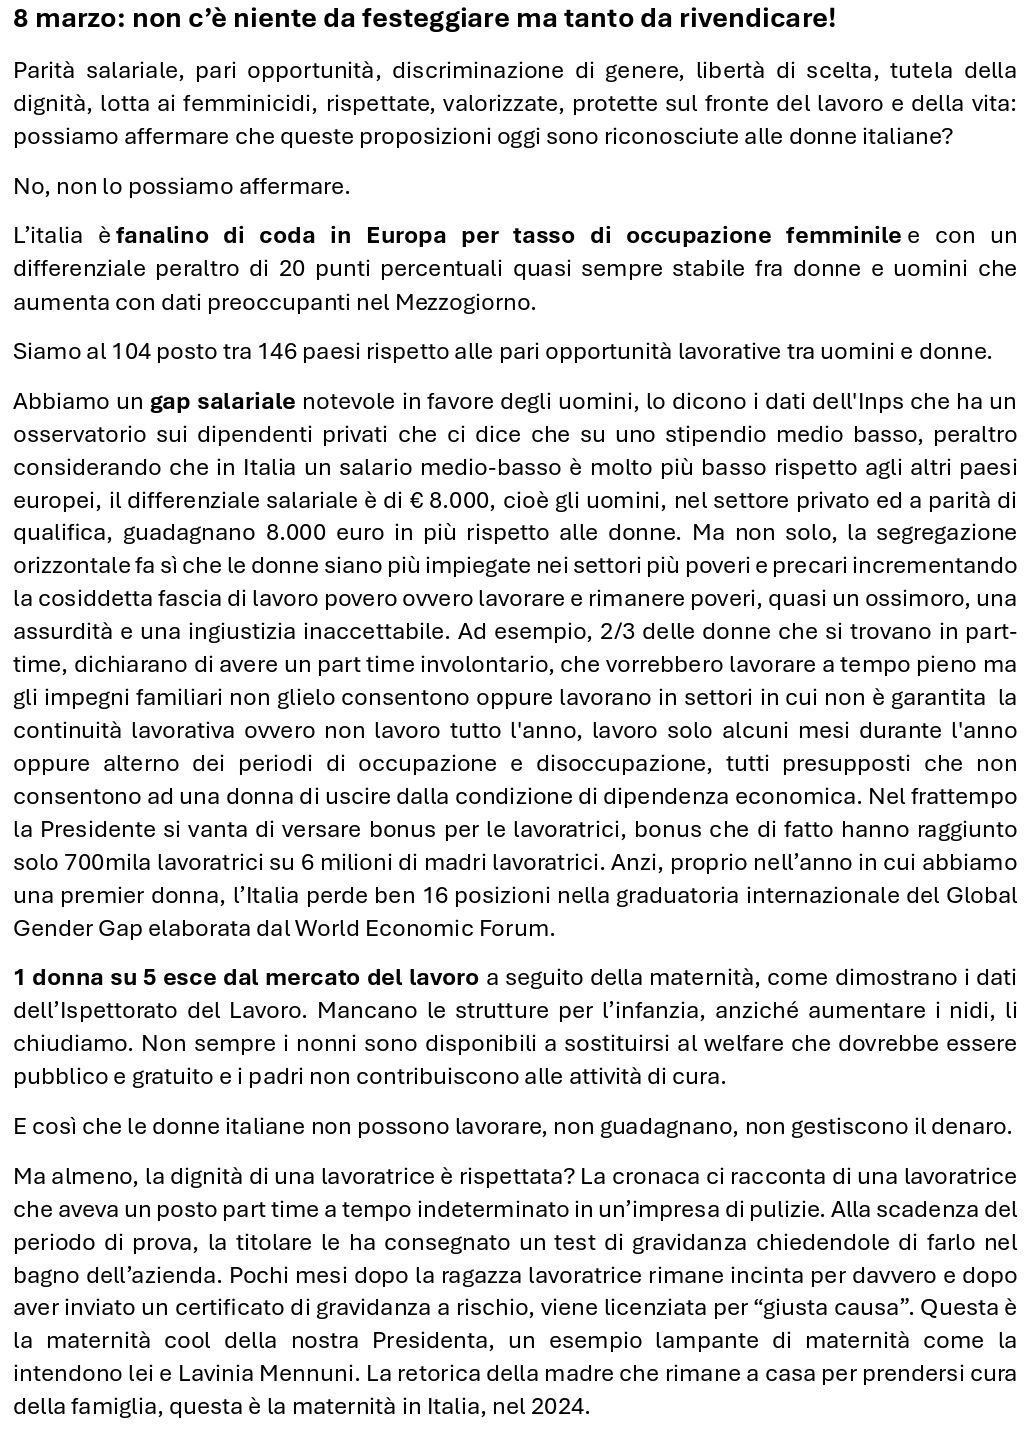 8 marzo: non c’è niente da festeggiare ma tanto da rivendicare!
Parità salariale, pari opportunità, discriminazione di genere, libertà di scelta, tutela della
dignità, lotta ai femminicidi, rispettate, valorizzate, protette sul fronte del lavoro e della vita:
possiamo affermare che queste proposizioni oggi sono riconosciute alle donne italiane?
No, non lo possiamo affermare.
L’italia è fanalino di coda in Europa per tasso di occupazione femminile e con un
differenziale peraltro di 20 punti percentuali quasi sempre stabile fra donne e uomini che
aumenta con dati preoccupanti nel Mezzogiorno.
Siamo al 104 posto tra 146 paesi rispetto alle pari opportunità lavorative tra uomini e donne.
Abbiamo un gap salariale notevole in favore degli uomini, lo dicono i dati dell'Inps che ha un
osservatorio sui dipendenti privati che ci dice che su uno stipendio medio basso, peraltro
considerando che in Italia un salario medio-basso è molto più basso rispetto agli altri paesi
europei, il differenziale salariale è di € 8.000, cioè gli uomini, nel settore privato ed a parità di
qualifica, guadagnano 8.000 euro in più rispetto alle donne. Ma non solo, la segregazione
orizzontale fa sì che le donne siano più impiegate nei settori più poveri e precari incrementando
la cosiddetta fascia di lavoro povero ovvero lavorare e rimanere poveri, quasi un ossimoro, una
assurdità e una ingiustizia inaccettabile. Ad esempio, 2/3 delle donne che si trovano in part-
time, dichiarano di avere un part time involontario, che vorrebbero lavorare a tempo pieno ma
gli impegni familiari non glielo consentono oppure lavorano in settori in cui non è garantita la
continuità lavorativa ovvero non lavoro tutto l'anno, lavoro solo alcuni mesi durante l'anno
oppure alterno dei periodi di occupazione e disoccupazione, tutti presupposti che non
consentono ad una donna di uscire dalla condizione di dipendenza economica. Nel frattempo
la Presidente si vanta di versare bonus per le lavoratrici, bonus che di fatto hanno raggiunto
solo 700mila lavoratrici su 6 milioni di madri lavoratrici. Anzi, proprio nell’anno in cui abbiamo
una premier donna, l’Italia perde ben 16 posizioni nella graduatoria internazionale del Global
Gender Gap elaborata dal World Economic Forum.
1 donna su 5 esce dal mercato del lavoro a seguito della maternità, come dimostrano i dati
dell’Ispettorato del Lavoro. Mancano le strutture per l’infanzia, anziché aumentare i nidi, li
chiudiamo. Non sempre i nonni sono disponibili a sostituirsi al welfare che dovrebbe essere
pubblico e gratuito e i padri non contribuiscono alle attività di cura.
E così che le donne italiane non possono lavorare, non guadagnano, non gestiscono il denaro.
Ma almeno, la dignità di una lavoratrice è rispettata? La cronaca ci racconta di una lavoratrice
che aveva un posto part time a tempo indeterminato in un’impresa di pulizie. Alla scadenza del
periodo di prova, la titolare le ha consegnato un test di gravidanza chiedendole di farlo nel
bagno dell’azienda. Pochi mesi dopo la ragazza lavoratrice rimane incinta per davvero e dopo
aver inviato un certificato di gravidanza a rischio, viene licenziata per “giusta causa”. Questa è
la maternità cool della nostra Presidenta, un esempio lampante di maternità come la
intendono lei e Lavinia Mennuni. La retorica della madre che rimane a casa per prendersi cura
della famiglia, questa è la maternità in Italia, nel 2024.